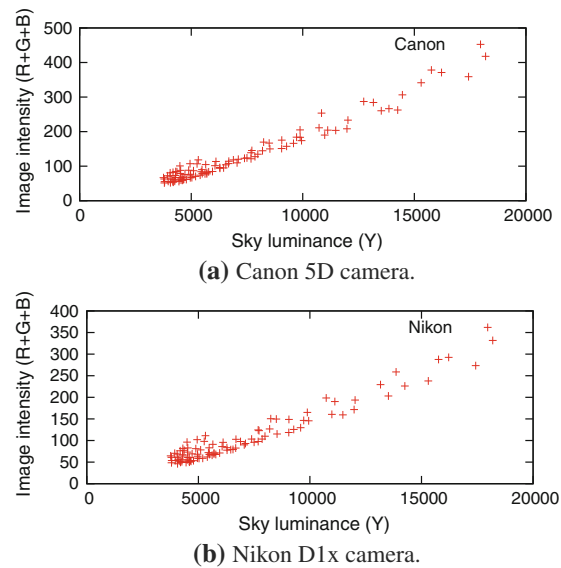 500
400
300
200
100
0
Image intensity (R+G+B)
Canon
0 5000 10000 15000 20000
Sky luminance (Y)
(a) Canon 5D camera.
400
350
300
250
200
150
100
50
0
Image intensity (R+G+B)
Nikon
0 5000 10000 15000 20000
Sky luminance (Y)
(b) Nikon D1x camera.